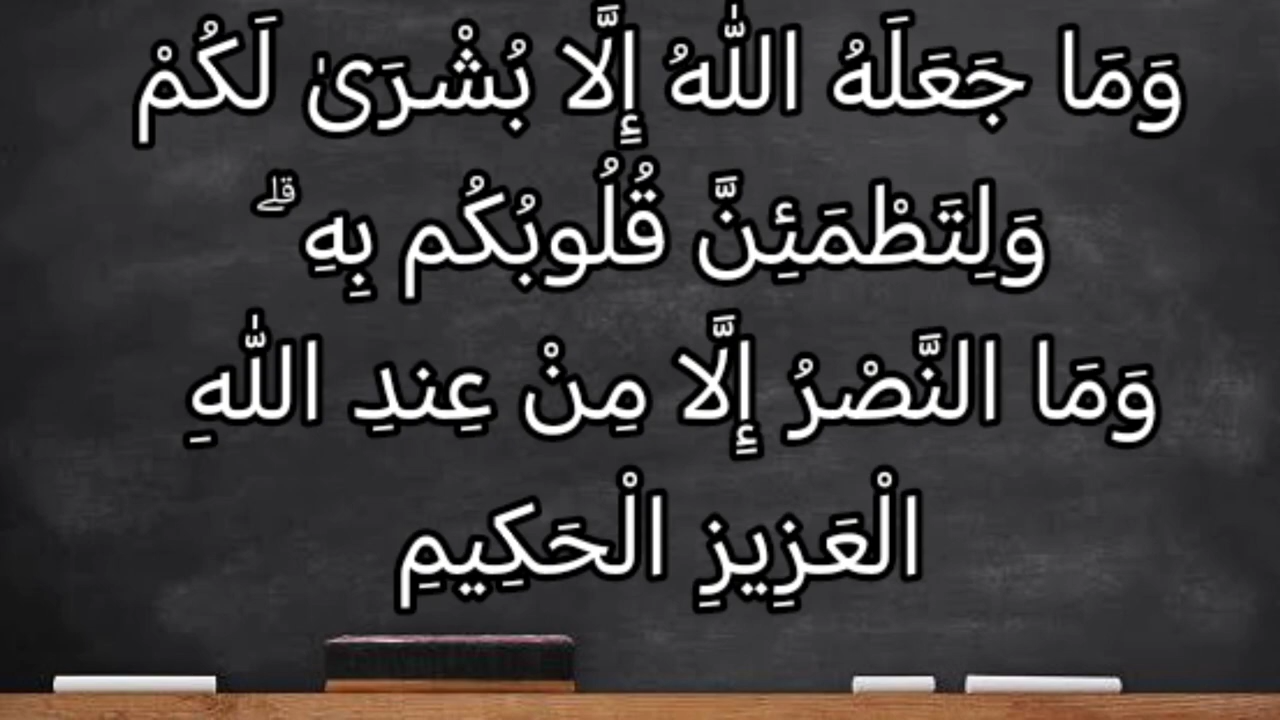 وَمَا جَعَلَهُ اللَّهُ إِلَّا بُشْرَىٰ لَكُمْ
وَلِتَطْمَئِنَّ قُلُوبُكُم بِهِ ۗ
وَمَا النَّصْرُ إِلَّا مِنْ عِندِ اللَّهِ
الْعَزِيزِ الْحَكِيمِ